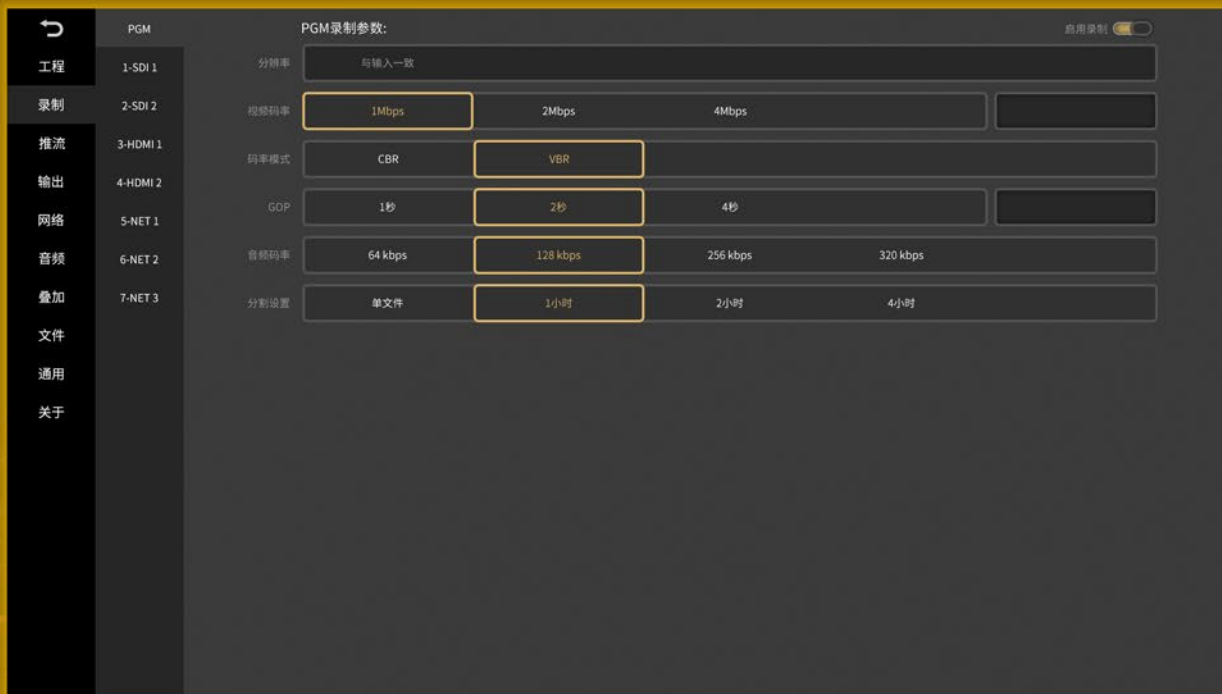 工程
录制
推流
输出
网络
音频
叠加
文件
通用
关于
PGM
1-SDI 1
2-SDI 2
3-HDMI 1
4-HDMI 2
5-NET 1
6-NET 2
7-NET 3
PGM录制参数: 启用录制
分辨率 与输入一致
视频码率 1Mbps 2Mbps 4Mbps
码率模式 CBR VBR
GOP 1秒 2秒 4秒
音频码率 64 kbps 128 kbps 256 kbps 320 kbps
分割设置 单文件 1小时 2小时 4小时